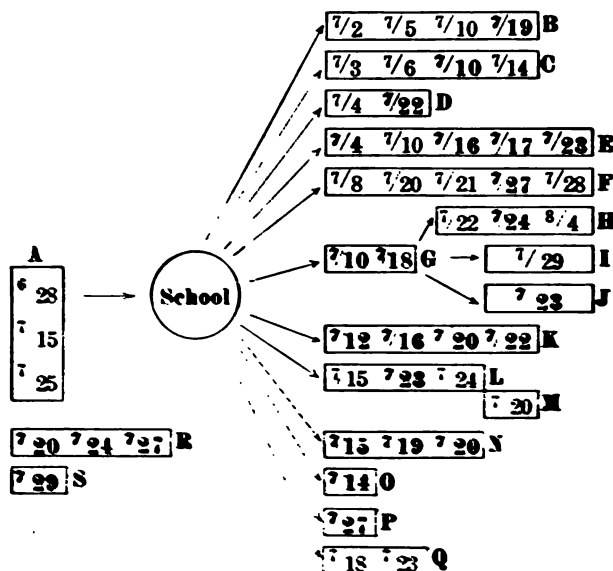 7/2 7/5 7/10 7/19 B
7/3 7/6 7/10 7/14 C
7/4 7/22 D
7/4 7/10 7/16 7/17 7/23 E
7/8 7/20 7/21 7/27 7/28 F
7/22 7/24 8/4 H
A
7/10 7/18 G
7/29 I
6/28
School
7/23 J
7/15
7/12 7/16 7/20 7/22 K
7/25
7/15 7/23 7/24 L
7/20 M
7/20 7/24 7/27 R
7/15 7/19 7/20 N
7/29 S
7/14 O
7/27 P
7/18 7/23 Q